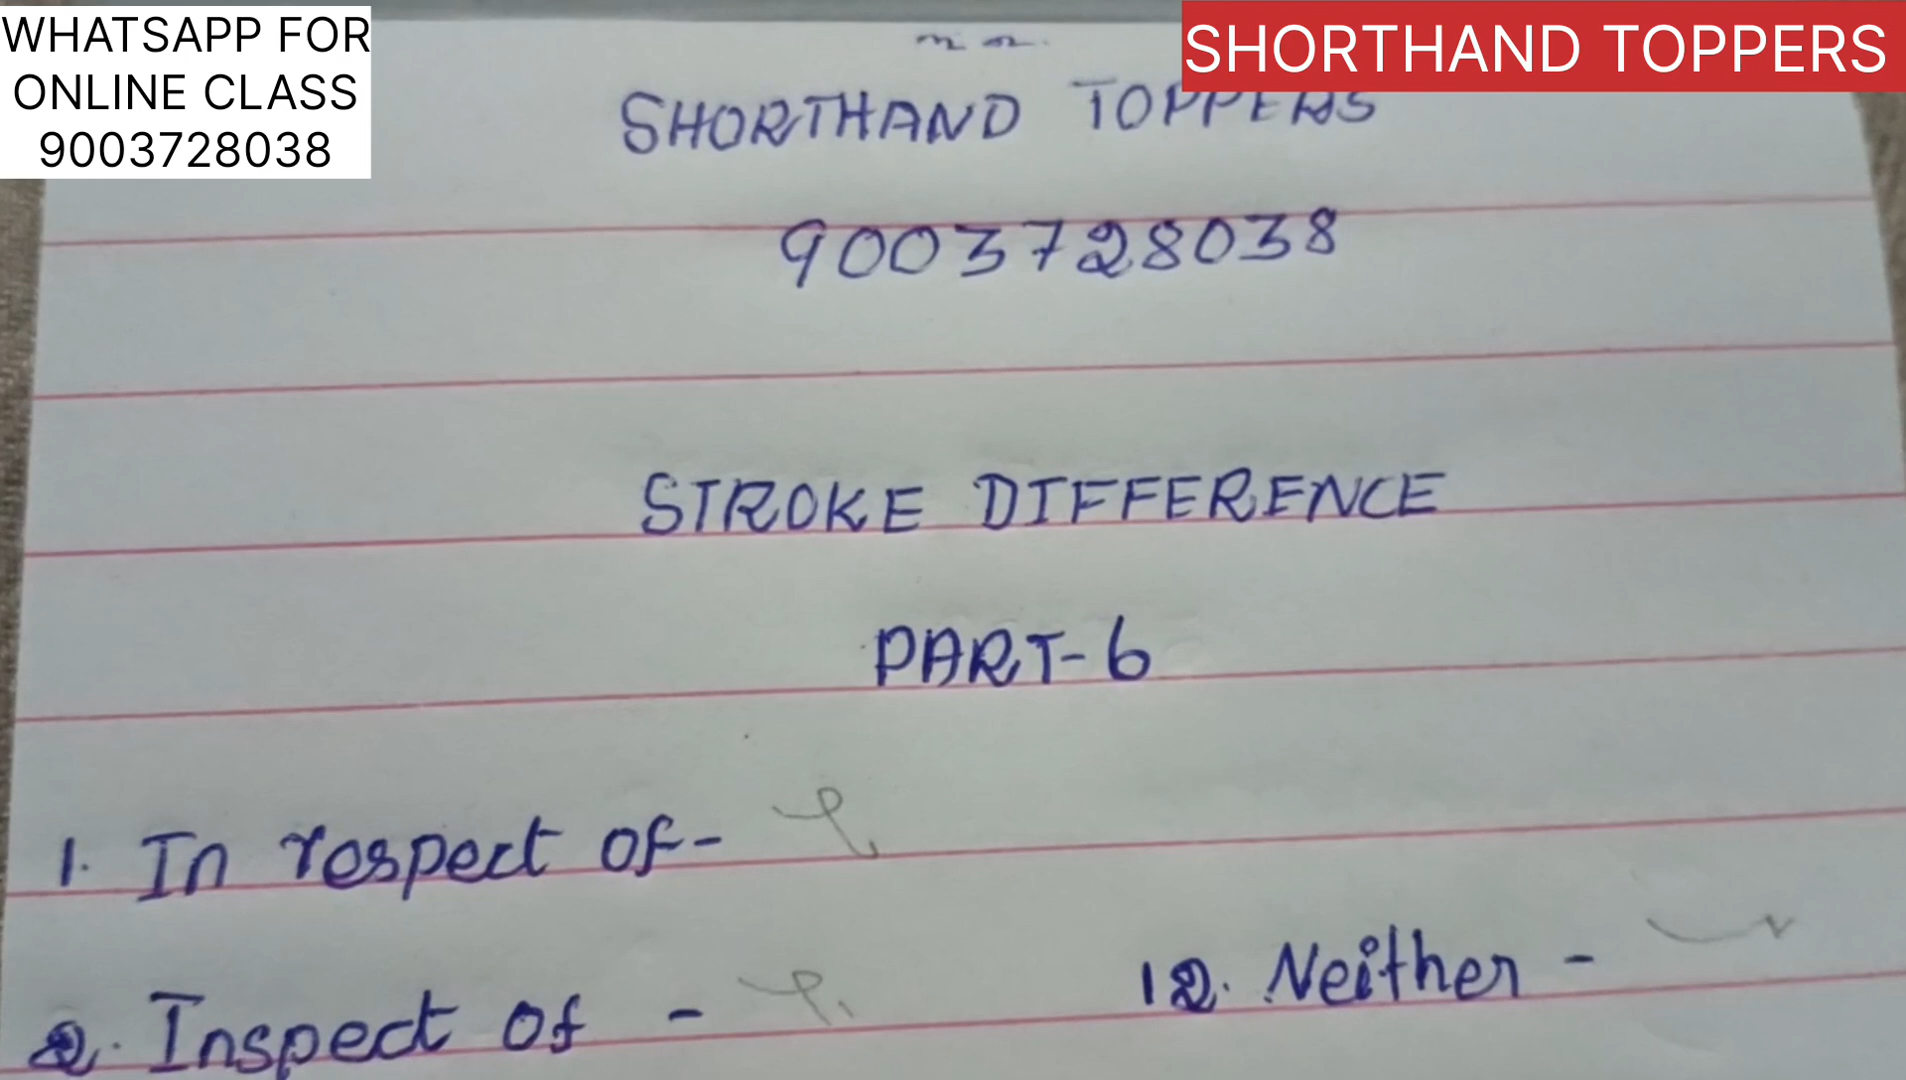 WHATSAPP FOR
ONLINE CLASS
9003728038
SHORTHAND TOPPERS
SHORTHAND TOPPERS
9003728038
STROKE DIFFERENCE
PART-6
1. In respect of -
2. Inspect of -
12. Neither -